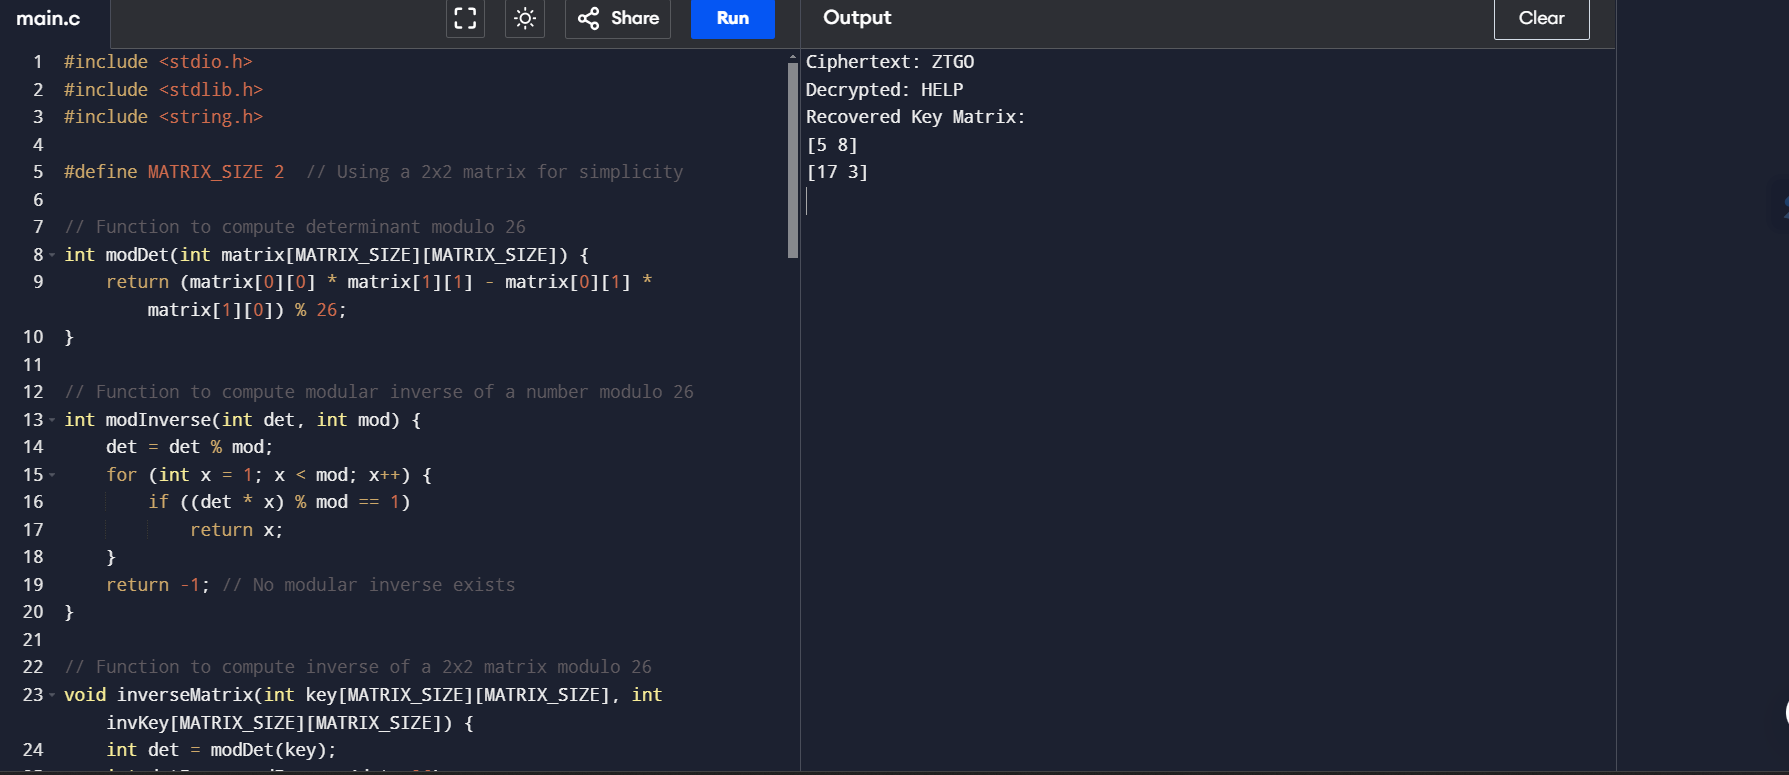 main.c
Share
Run
Output
Clear
1 #include <stdio.h>
2 #include <stdlib.h>
3 #include <string.h>
4
5 #define MATRIX_SIZE 2  // Using a 2x2 matrix for simplicity
6
7 // Function to compute determinant modulo 26
8 int modDet(int matrix[MATRIX_SIZE][MATRIX_SIZE]) {
9     return (matrix[0][0] * matrix[1][1] - matrix[0][1] *
        matrix[1][0]) % 26;
10 }
11
12 // Function to compute modular inverse of a number modulo 26
13 int modInverse(int det, int mod) {
14     det = det % mod;
15     for (int x = 1; x < mod; x++) {
16         if ((det * x) % mod == 1)
17             return x;
18     }
19     return -1; // No modular inverse exists
20 }
21
22 // Function to compute inverse of a 2x2 matrix modulo 26
23 void inverseMatrix(int key[MATRIX_SIZE][MATRIX_SIZE], int
    invKey[MATRIX_SIZE][MATRIX_SIZE]) {
24     int det = modDet(key);
Ciphertext: ZTGO
Decrypted: HELP
Recovered Key Matrix:
[5 8]
[17 3]